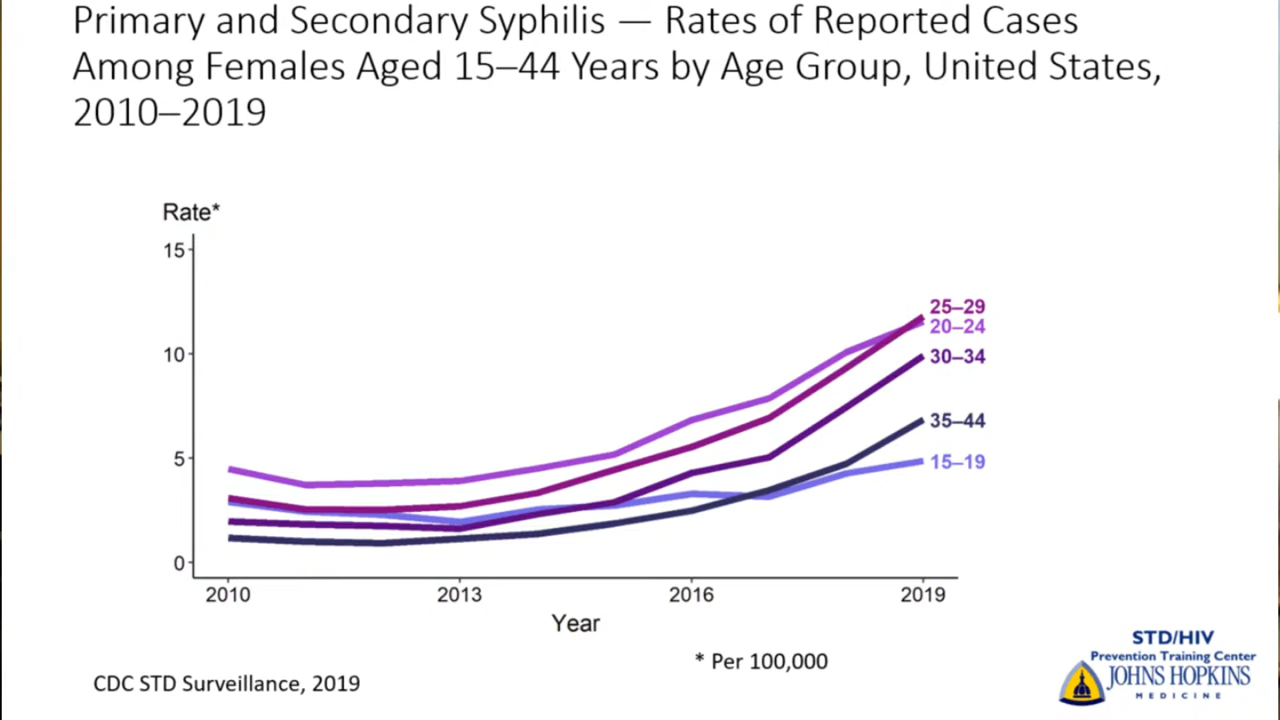 Primary and Secondary Syphilis — Rates of Reported Cases
Among Females Aged 15–44 Years by Age Group, United States,
2010–2019
Rate*
15
10
5
0
25–29
20–24
30–34
35–44
15–19
2010
2013
2016
2019
Year
* Per 100,000
CDC STD Surveillance, 2019
STD/HIV
Prevention Training Center
JOHNS HOPKINS
MEDICINE